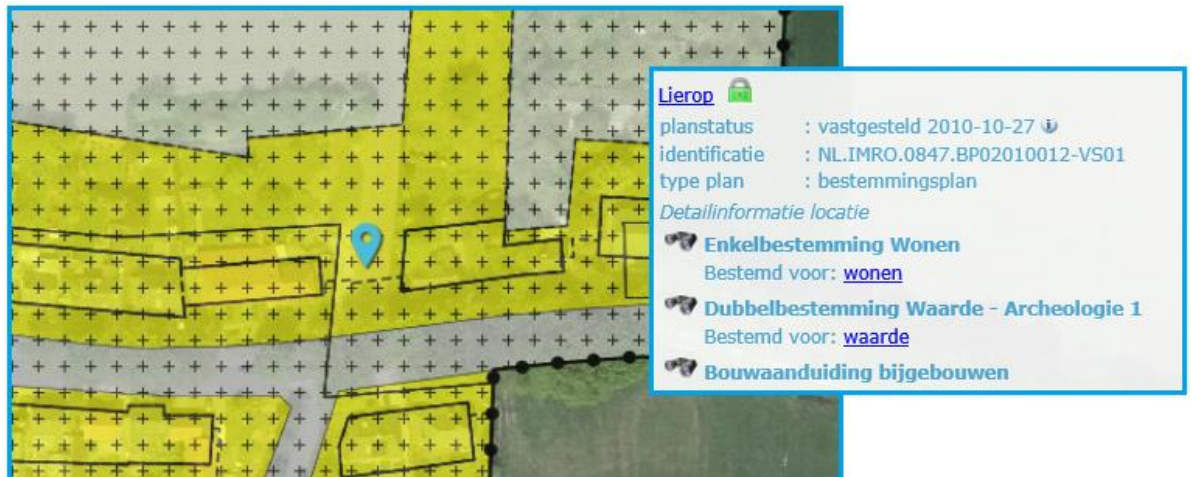 Lierop
planstatus : vastgesteld 2010-10-27
identificatie : NL.IMRO.0847.BP02010012-VS01
type plan : bestemmingsplan
Detailinformatie locatie
Enkelbestemming Wonen
Bestemd voor: wonen
Dubbelbestemming Waarde - Archeologie 1
Bestemd voor: waarde
Bouwaanduiding bijgebouwen